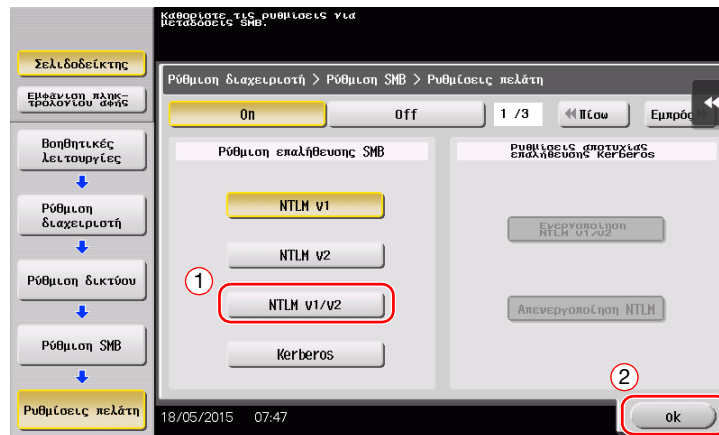 Καθορίστε τις ρυθμίσεις για
μεταδόσεις SMB.
Σελιδοδείκτης
Εμφάνιση πληκ-
τρολογίου αφής
Βοηθητικές
λειτουργίες
Ρύθμιση
διαχειριστή
Ρύθμιση δικτύου
Ρύθμιση SMB
Ρυθμίσεις πελάτη
Ρύθμιση διαχειριστή > Ρύθμιση SMB > Ρυθμίσεις πελάτη
On
Off
1 /3
Πίσω
Εμπρός
Ρύθμιση επαλήθευσης SMB
NTLM v1
NTLM v2
1
NTLM v1/v2
Kerberos
Ρυθμίσεις αποτυχίας
επαλήθευσης Kerberos
Ενεργοποίηση
NTLM v1/v2
Απενεργοποίηση NTLM
2
18/05/2015 07:47
ok